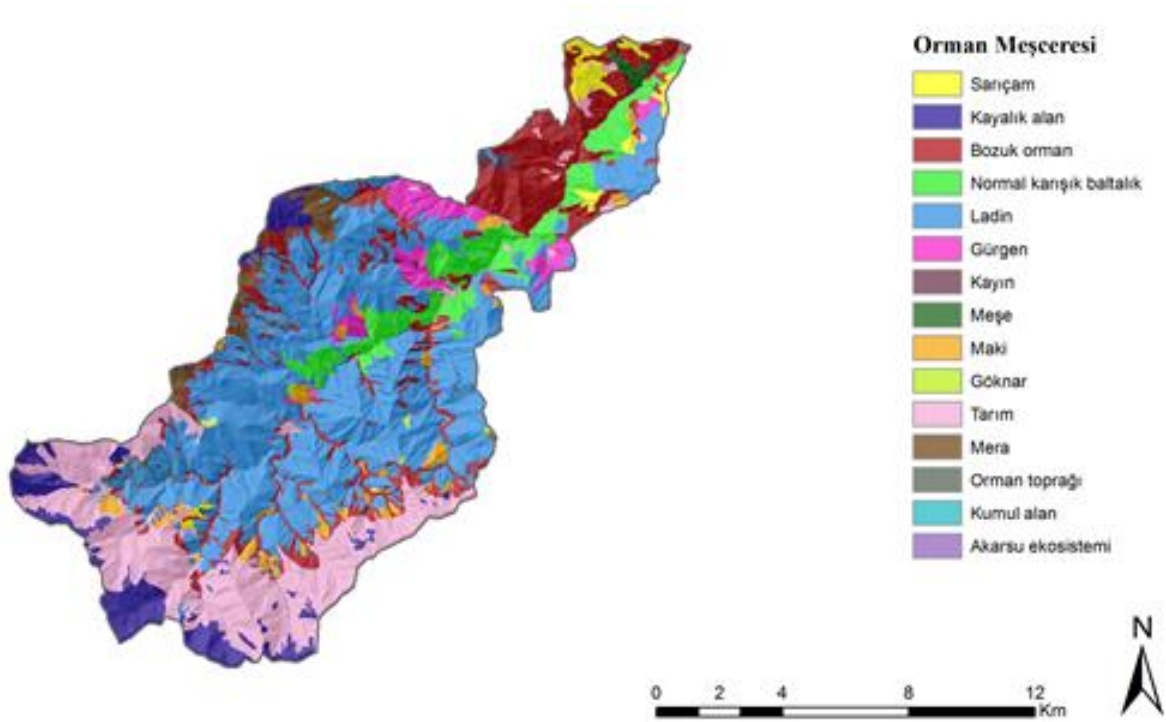 Orman Meşceresi
Sarıçam
Kayalık alan
Bozuk orman
Normal karışık baltalık
Ladin
Gürgen
Kayın
Meşe
Maki
Göknar
Tarım
Mera
Orman toprağı
Kumul alan
Akarsu ekosistemi
N
0 2 4 8 12
Km